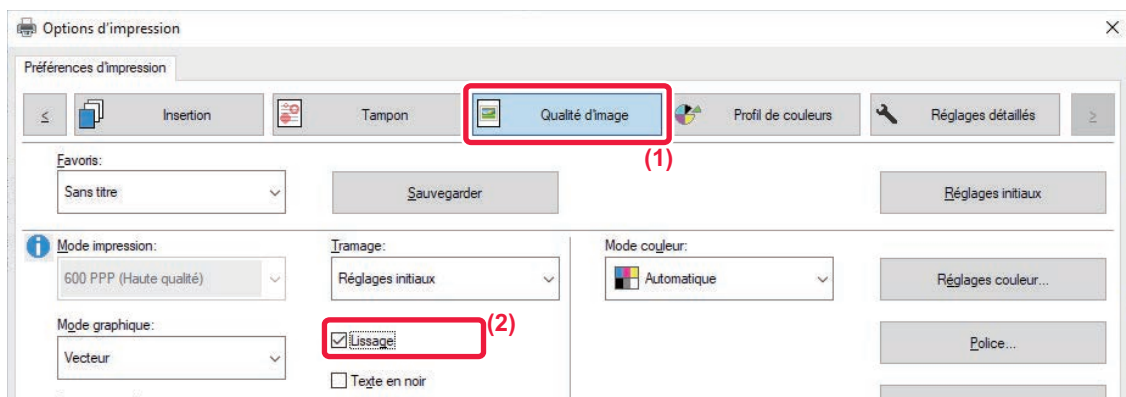 Options d'impression
Préférences d'impression
< Insertion Tampon Qualité d'image Profil de couleurs Réglages détaillés >
(1)
Favoris:
Sans titre Sauvegarder Réglages initiaux
Mode impression: Tramage: Mode couleur:
600 PPP (Haute qualité) Réglages initiaux Automatique Réglages couleur...
Mode graphique: Lissage (2)
Vecteur Police...
Texte en noir